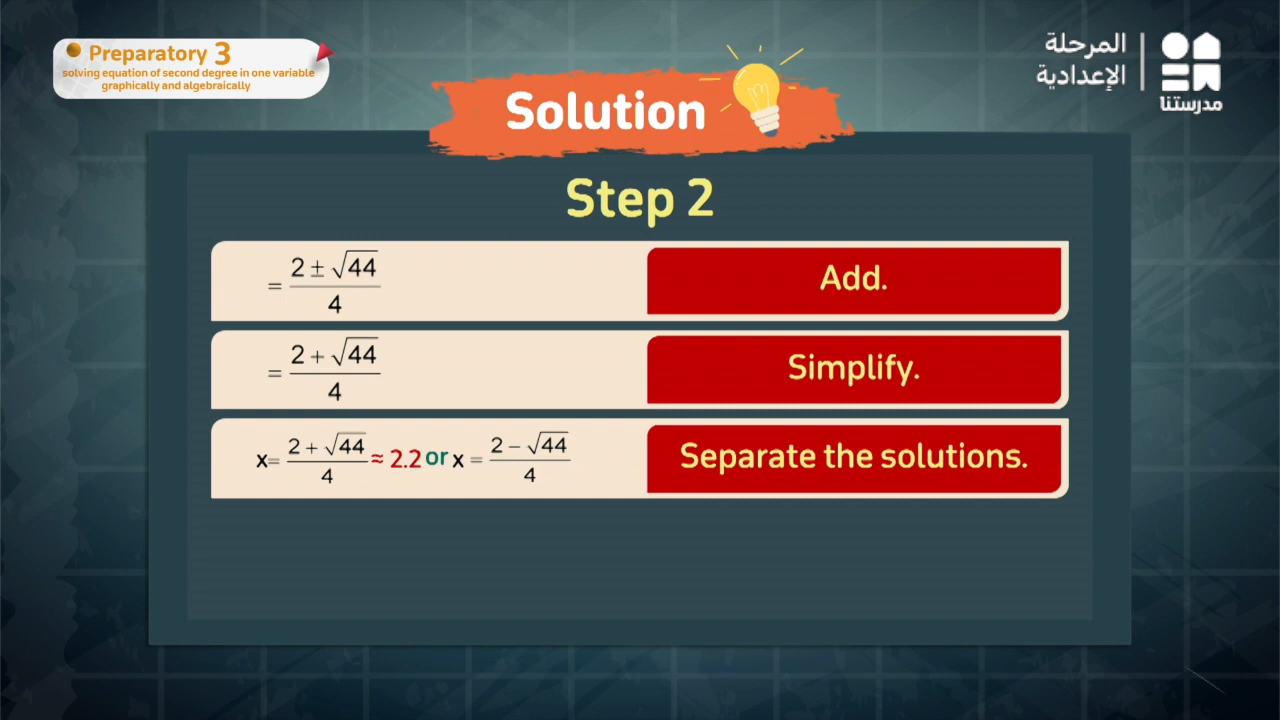 Preparatory 3
solving equation of second degree in one variable
graphically and algebraically
المرحلة
الإعدادية
مدرستنا
Solution
Step 2
= (2 ± √44) / 4
Add.
= (2 + √44) / 4
Simplify.
x = (2 + √44) / 4 ≈ 2.2 or x = (2 − √44) / 4
Separate the solutions.